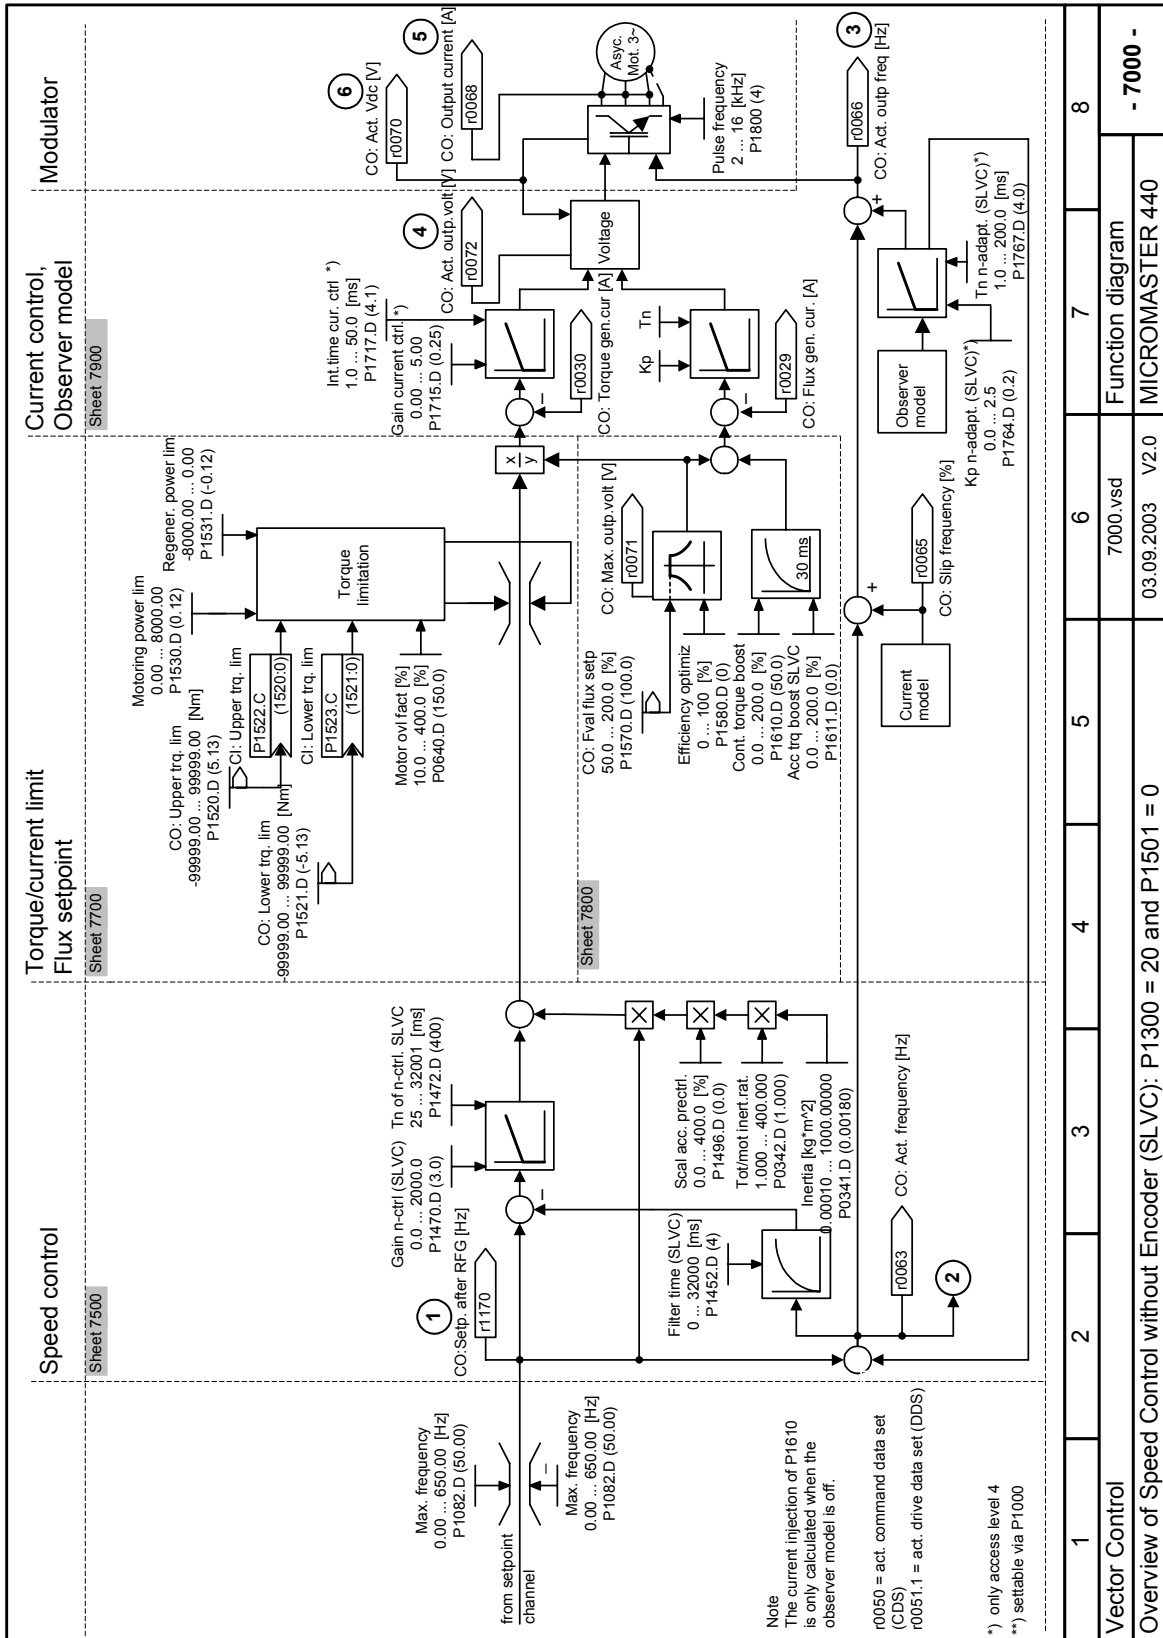 Speed control
Sheet 7500
Torque/current limit
Flux setpoint
Sheet 7700
Current control,
Observer model
Sheet 7900
Modulator
from setpoint
channel
Max. frequency
0.00 ... 650.00 [Hz]
P1082.D (50.00)
Max. frequency
0.00 ... 650.00 [Hz]
P1082.D (50.00)
–
1
CO:Setp. after RFG [Hz]
r1170
Gain n-ctrl (SLVC)
0.0 ... 2000.0
P1470.D (3.0)
Tn of n-ctrl. SLVC
25 ... 32001 [ms]
P1472.D (400)
–
Filter time (SLVC)
0 ... 32000 [ms]
P1452.D (4)
Scal acc. prectrl.
0.0 ... 400.0 [%]
P1496.D (0.0)
Tot/mot inert.rat.
1.000 ... 400.000
P0342.D (1.000)
Inertia [kg*m^2]
0.00010 ... 1000.00000
P0341.D (0.00180)
CO: Act. frequency [Hz]
r0063
2
CO: Upper trq. lim
-99999.00 ... 99999.00 [Nm]
P1520.D (5.13)
CO: Lower trq. lim
-99999.00 ... 99999.00 [Nm]
P1521.D (-5.13)
CI: Upper trq. lim
P1522.C
(1520:0)
CI: Lower trq. lim
P1523.C
(1521:0)
Motor ovl fact [%]
10.0 ... 400.0 [%]
P0640.D (150.0)
Motoring power lim
0.00 ... 8000.00
P1530.D (0.12)
Regener. power lim
-8000.00 ... 0.00
P1531.D (-0.12)
Torque
limitation
Sheet 7800
CO: Fval flux setp
50.0 ... 200.0 [%]
P1570.D (100.0)
Efficiency optimiz
0 ... 100 [%]
P1580.D (0)
Cont. torque boost
0.0 ... 200.0 [%]
P1610.D (50.0)
Acc trq boost SLVC
0.0 ... 200.0 [%]
P1611.D (0.0)
CO: Max. outp.volt [V]
r0071
30 ms
x
y
Int.time cur. ctrl *)
1.0 ... 50.0 [ms]
P1717.D (4.1)
Gain current ctrl. *)
0.00 ... 5.00
P1715.D (0.25)
–
r0030
CO: Torque gen.cur [A]
Kp
Tn
–
r0029
CO: Flux gen. cur. [A]
4
CO: Act. outp.volt [V]
r0072
Voltage
6
CO: Act. Vdc [V]
r0070
5
CO: Output current [A]
r0068
Asyc.
Mot. 3~
Pulse frequency
2 ... 16 [kHz]
P1800 (4)
3
r0066
CO: Act. outp freq [Hz]
+
+
Current
model
r0065
CO: Slip frequency [%]
Observer
model
Kp n-adapt. (SLVC)*)
0.0 ... 2.5
P1764.D (0.2)
Tn n-adapt. (SLVC)*)
1.0 ... 200.0 [ms]
P1767.D (4.0)
Note
The current injection of P1610
is only calculated when the
observer model is off.
r0050 = act. command data set
(CDS)
r0051.1 = act. drive data set (DDS)
*) only access level 4
**) settable via P1000
1 2 3 4 5 6 7 8
Vector Control
7000.vsd
Function diagram
- 7000 -
Overview of Speed Control without Encoder (SLVC): P1300 = 20 and P1501 = 0
03.09.2003 V2.0
MICROMASTER 440